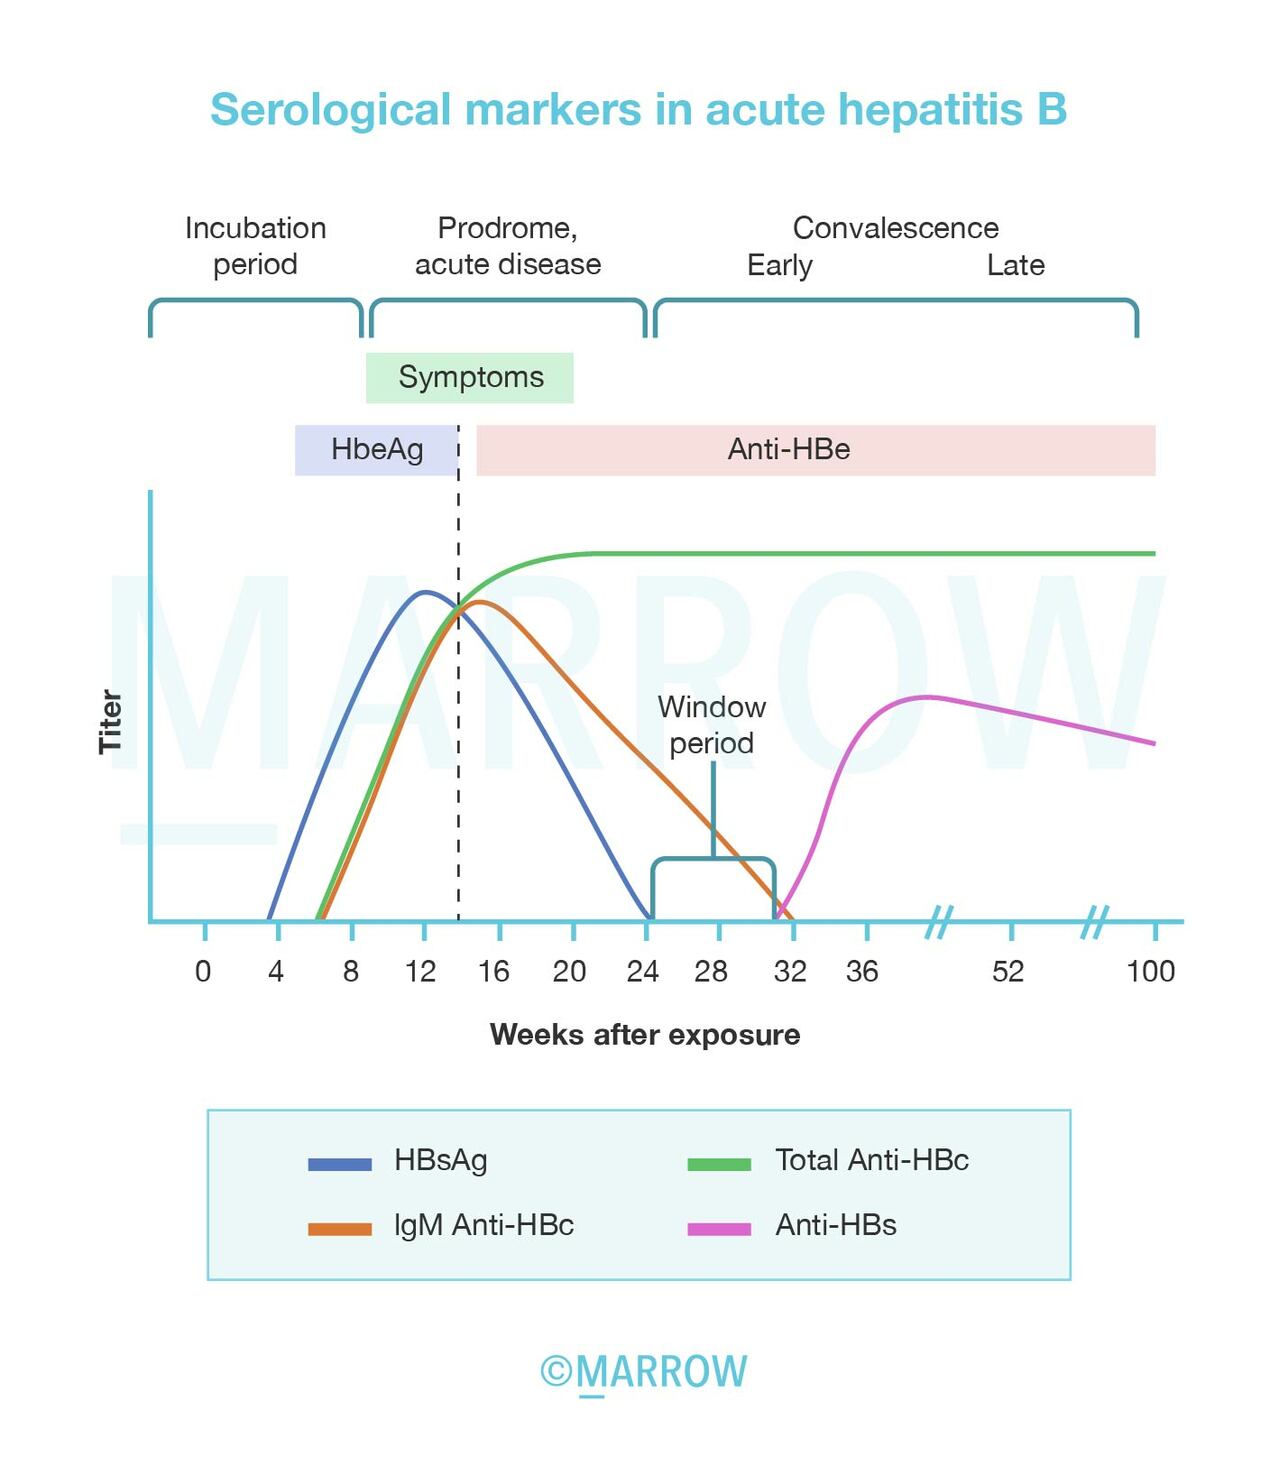 Serological markers in acute hepatitis B
Incubation
period
Prodrome,
acute disease
Convalescence
Early
Late
Symptoms
HbeAg
Anti-HBe
MARROW
Titer
Window
period
0 4 8 12 16 20 24 28 32 36 52 100
Weeks after exposure
HBsAg
Total Anti-HBc
IgM Anti-HBc
Anti-HBs
©MARROW